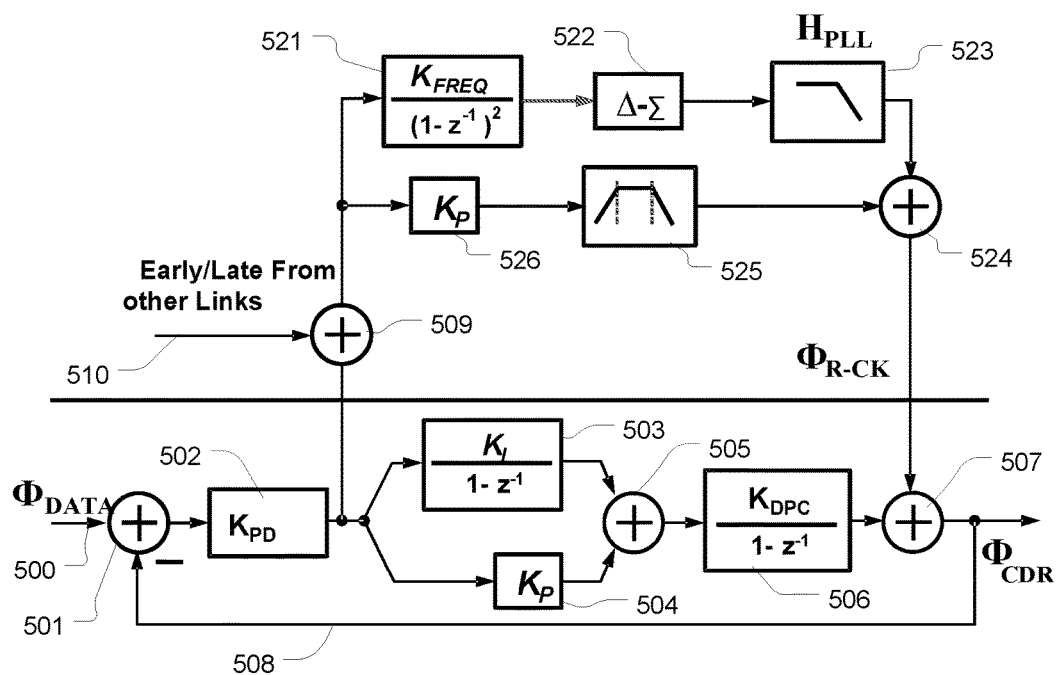 521
522
H_PLL
523
K_FREQ
(1- z⁻¹)²
Δ-Σ
K_P
526
525
524
Early/Late From
other Links
509
510
Φ_R-CK
503
502
505
507
K_I
1- z⁻¹
Φ_DATA
K_PD
K_DPC
1- z⁻¹
500
501
K_P
504
506
Φ_CDR
508